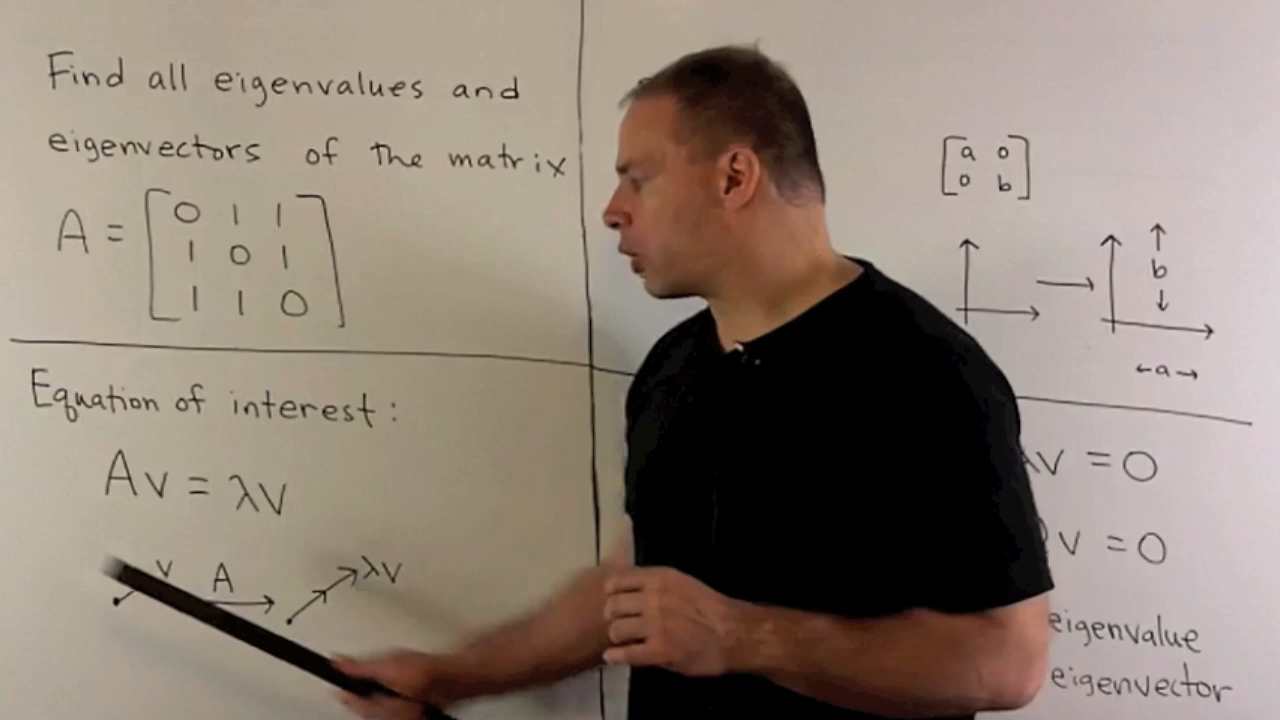 Find all eigenvalues and
eigenvectors of the matrix
A = [0 1 1
1 0 1
1 1 0]
Equation of interest:
Av = λv
v A λv
[a 0
0 b]
b
←a→
v = 0
v = 0
eigenvalue
eigenvector